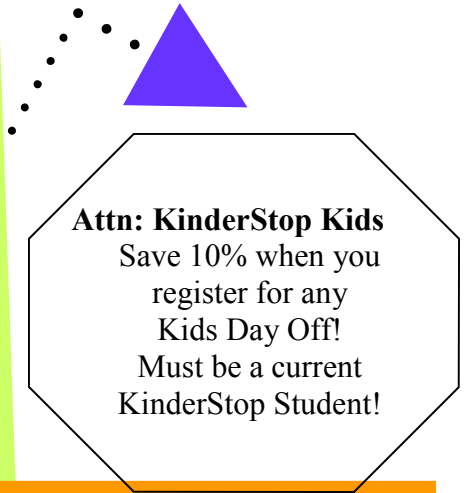 Attn: KinderStop Kids
Save 10% when you
register for any
Kids Day Off!
Must be a current
KinderStop Student!